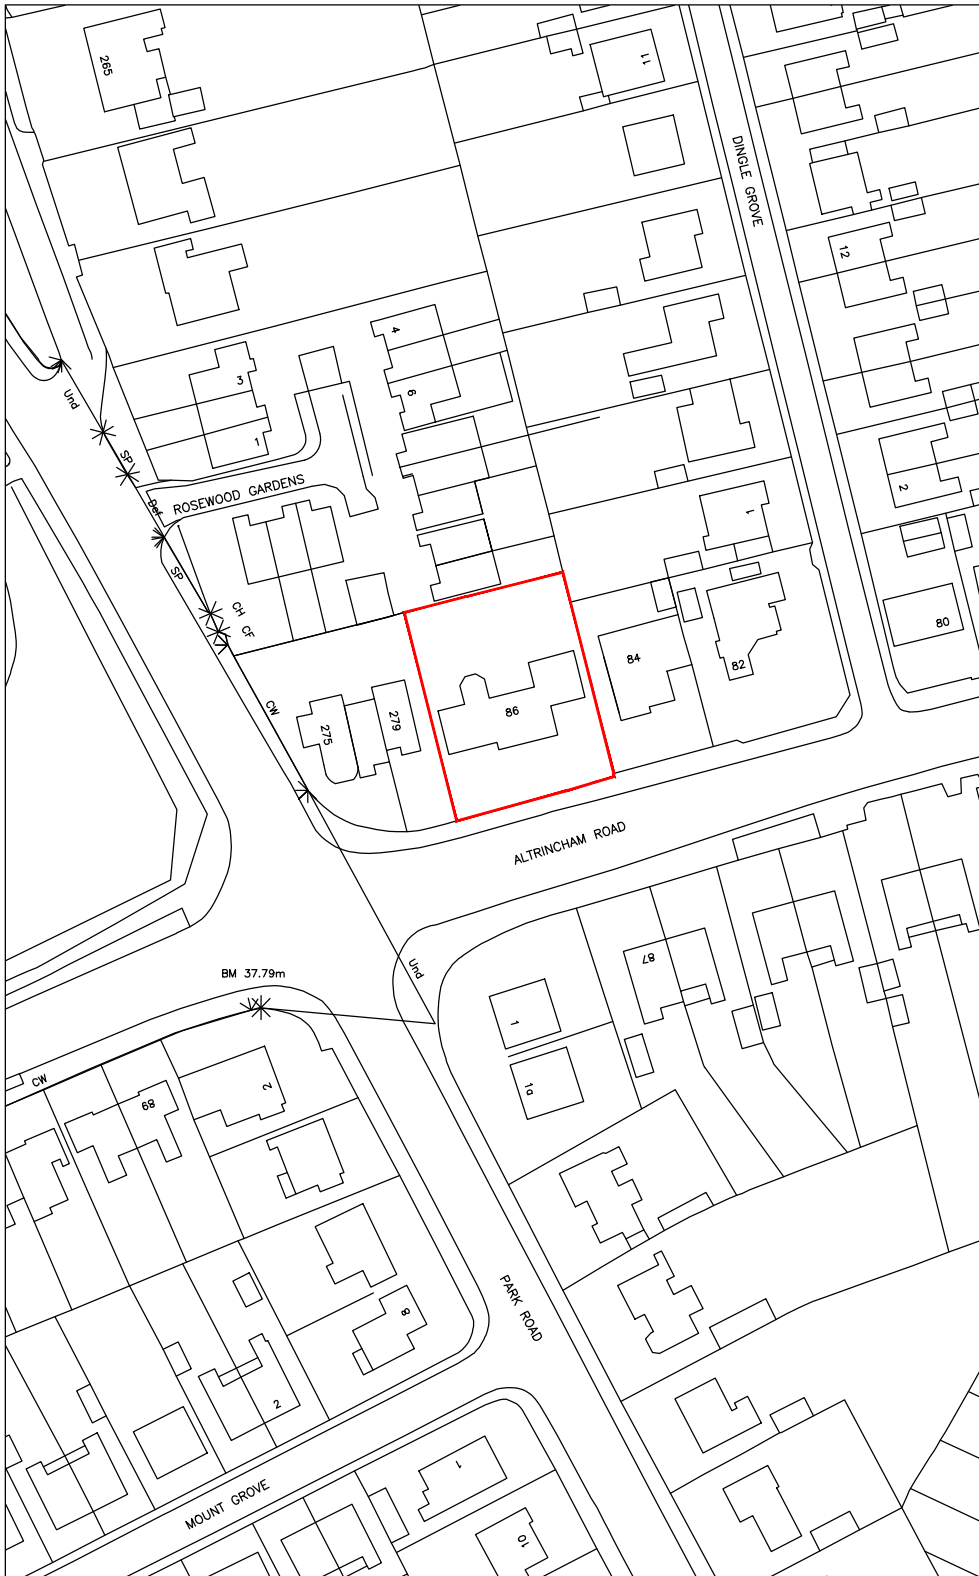 265
11
DINGLE GROVE
12
4
6
3
1
Und
SP
Def
ROSEWOOD GARDENS
SP
CH
CF
CW
2
1
80
84
82
86
275
279
ALTRINCHAM ROAD
BM 37.79m
Und
87
1
1a
CW
89
2
PARK ROAD
8
2
MOUNT GROVE
1
10